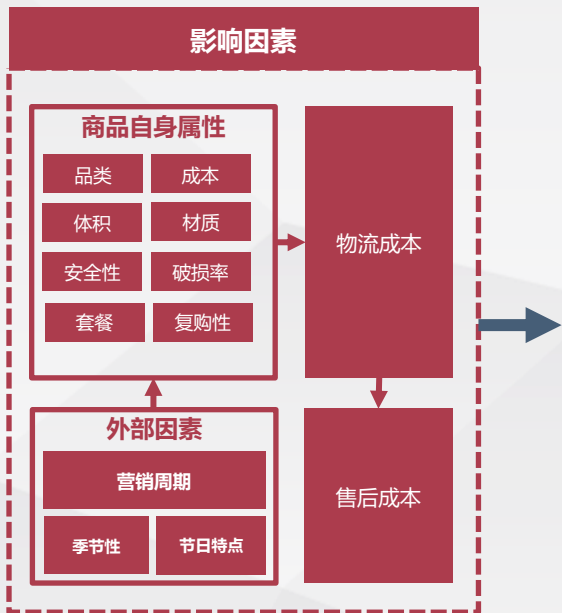 影响因素
商品自身属性
品类
成本
体积
材质
安全性
破损率
套餐
复购性
物流成本
外部因素
营销周期
季节性
节日特点
售后成本